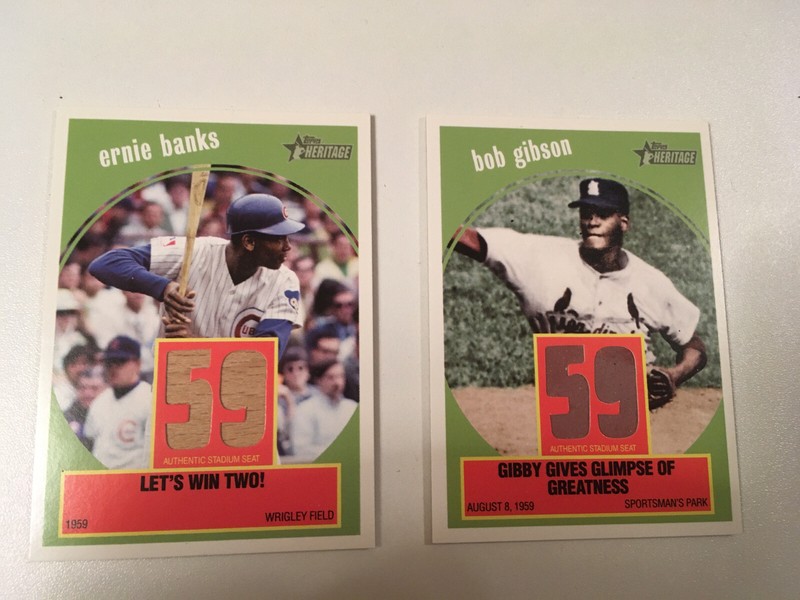 ernie banks
Topps
HERITAGE
Cubs
59
AUTHENTIC STADIUM SEAT
LET'S WIN TWO!
1959
WRIGLEY FIELD
bob gibson
Topps
HERITAGE
59
AUTHENTIC STADIUM SEAT
GIBBY GIVES GLIMPSE OF
GREATNESS
AUGUST 8, 1959
SPORTSMAN'S PARK